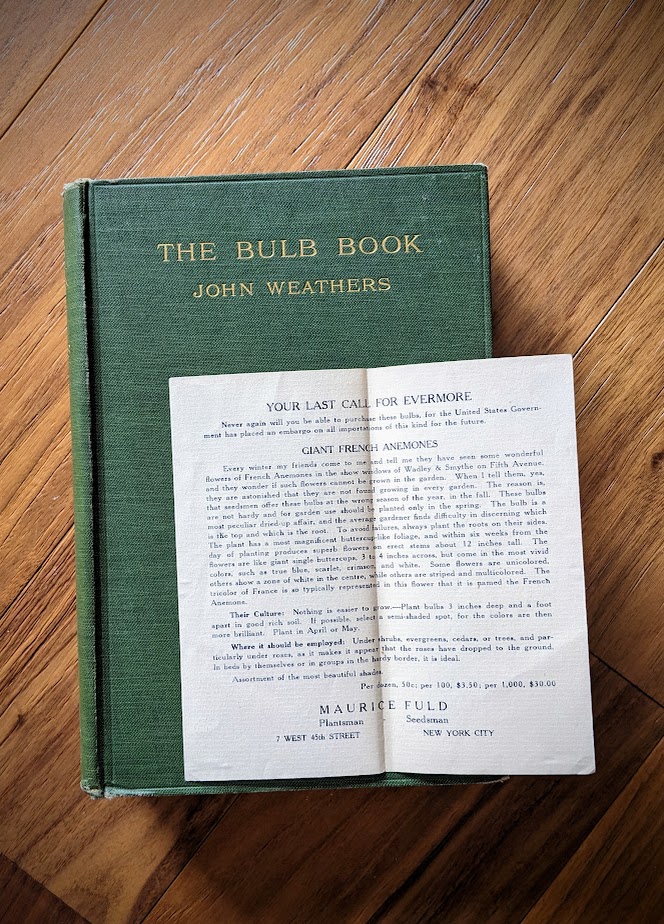 THE BULB BOOK
JOHN WEATHERS
YOUR LAST CALL FOR EVERMORE
Never again will you be able to purchase these bulbs, for the United States Govern-
ment has placed an embargo on all importations of this kind for the future.
GIANT FRENCH ANEMONES
Every winter my friends come to me and tell me they have seen some wonderful
flowers of French Anemones in the show windows of Wadley & Smythe on Fifth Avenue,
and they wonder if such flowers cannot be grown in the garden. When I tell them, yea,
they are astonished that they are not found growing in every garden. The reason is,
that seedsmen offer these bulbs at the wrong season of the year, in the fall. These bulbs
are not hardy and for garden use should be planted only in the spring. The bulb is a
most peculiar dried-up affair, and the average gardener finds difficulty in discerning which
is the top and which is the root. To avoid failures, always plant the roots on their sides.
The plant has a most magnificent buttercup-like foliage, and within six weeks from the
day of planting produces superb flowers on erect stems about 12 inches tall. The
flowers are like giant single buttercups, 3 to 4 inches across, but come in the most vivid
colors, such as true blue, scarlet, crimson, and white. Some flowers are unicolored,
others show a zone of white in the centre, while others are striped and multicolored. The
tricolor of France is so typically represented in this flower that it is named the French
Anemone.
Their Culture: Nothing is easier to grow.—Plant bulbs 3 inches deep and a foot
apart in good rich soil. If possible, select a semi-shaded spot, for the colors are then
more brilliant. Plant in April or May.
Where it should be employed: Under shrubs, evergreens, cedars, or trees, and par-
ticularly under roses, as it makes it appear that the roses have dropped to the ground.
In beds by themselves or in groups in the hardy border, it is ideal.
Assortment of the most beautiful shades.
Per dozen, 50c; per 100, $3.50; per 1,000, $30.00
MAURICE FULD
Plantsman - Seedsman
7 WEST 45th STREET NEW YORK CITY